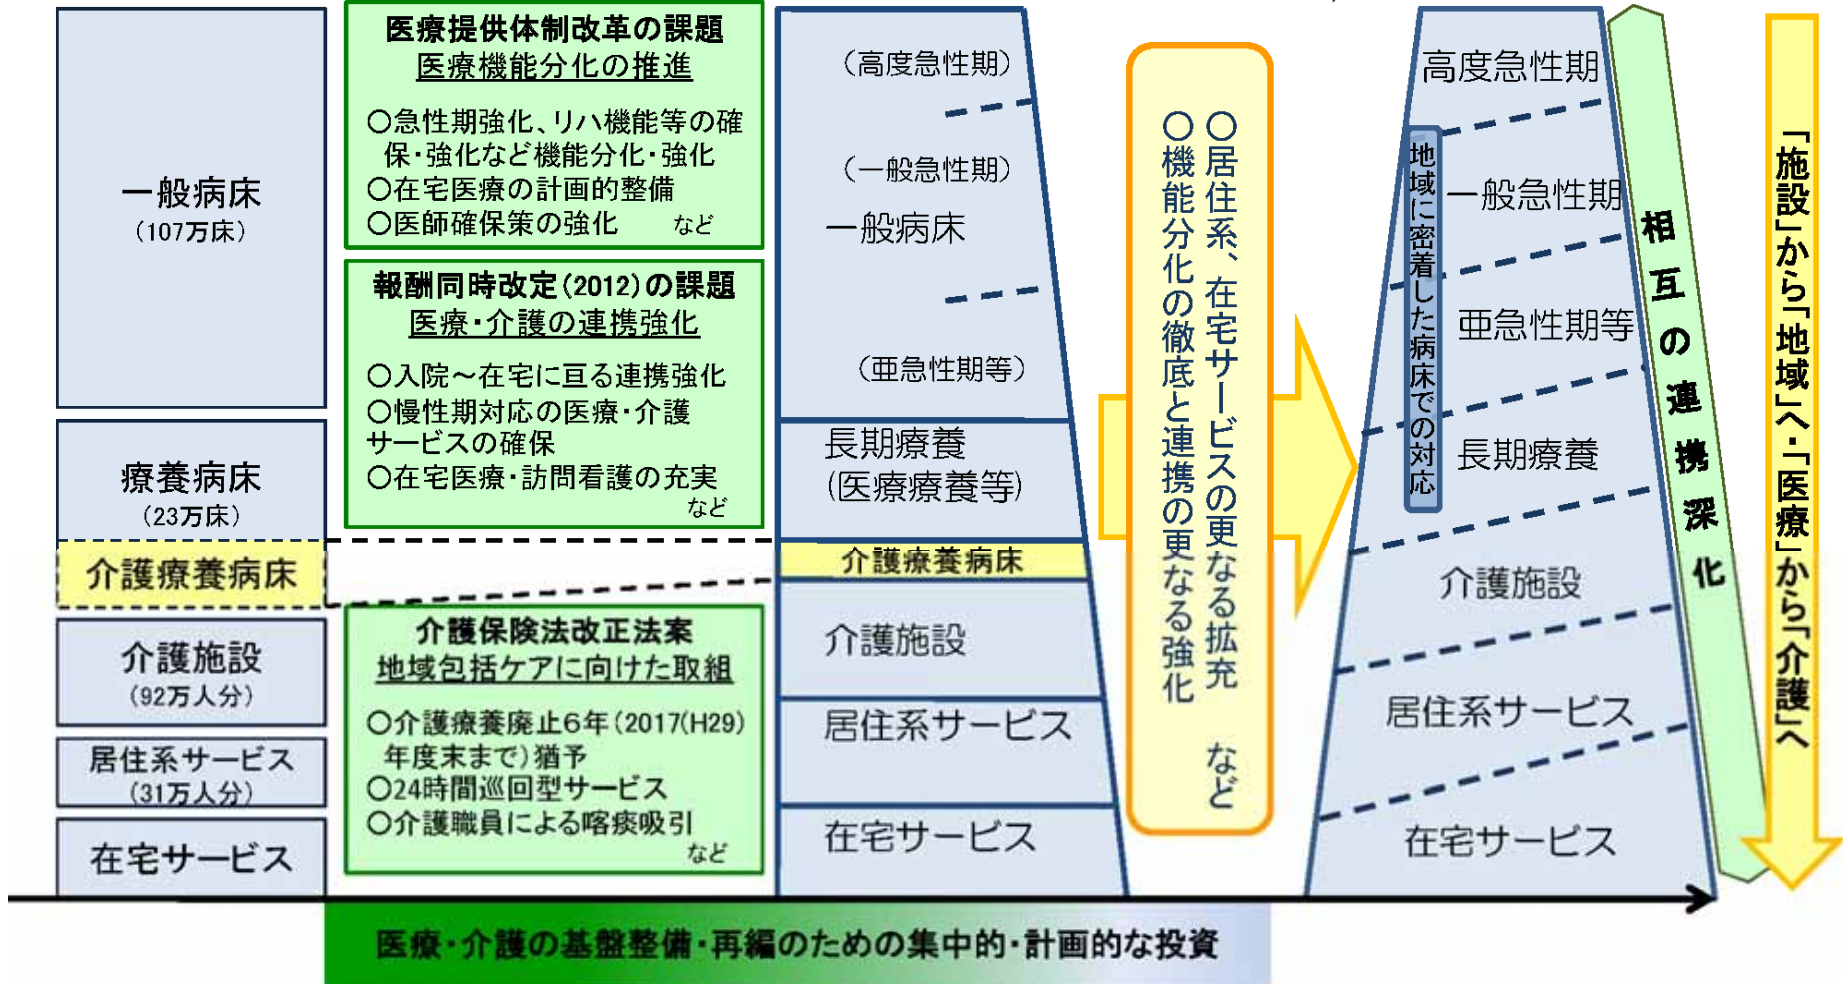 一般病床
(107万床)
療養病床
(23万床)
介護療養病床
介護施設
(92万人分)
居住系サービス
(31万人分)
在宅サービス
医療提供体制改革の課題
医療機能分化の推進
○急性期強化、リハ機能等の確
保・強化など機能分化・強化
○在宅医療の計画的整備
○医師確保策の強化 など
報酬同時改定(2012)の課題
医療・介護の連携強化
○入院～在宅に亘る連携強化
○慢性期対応の医療・介護
サービスの確保
○在宅医療・訪問看護の充実
など
介護保険法改正法案
地域包括ケアに向けた取組
○介護療養廃止6年(2017(H29)
年度末まで)猶予
○24時間巡回型サービス
○介護職員による喀痰吸引
など
(高度急性期)
(一般急性期)
一般病床
(亜急性期等)
長期療養
(医療療養等)
介護療養病床
介護施設
居住系サービス
在宅サービス
○居住系、在宅サービスの更なる拡充 など
○機能分化の徹底と連携の更なる強化
高度急性期
一般急性期
亜急性期等
長期療養
介護施設
居住系サービス
在宅サービス
地域に密着した病床での対応
相互の連携深化
「施設」から「地域」へ・「医療」から「介護」へ
医療・介護の基盤整備・再編のための集中的・計画的な投資